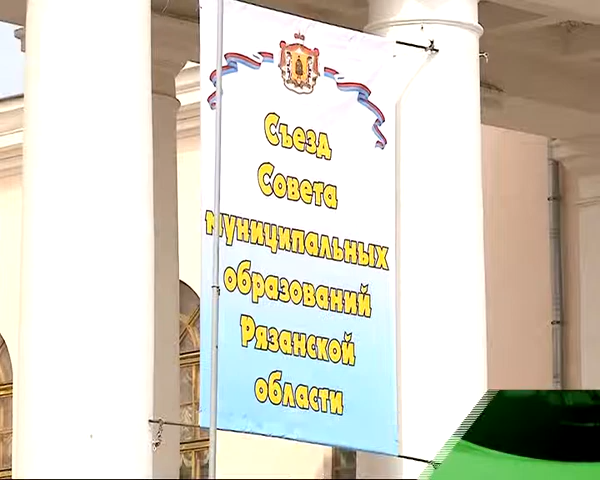 Съезд
Совета
муниципальных
образований
Рязанской
области